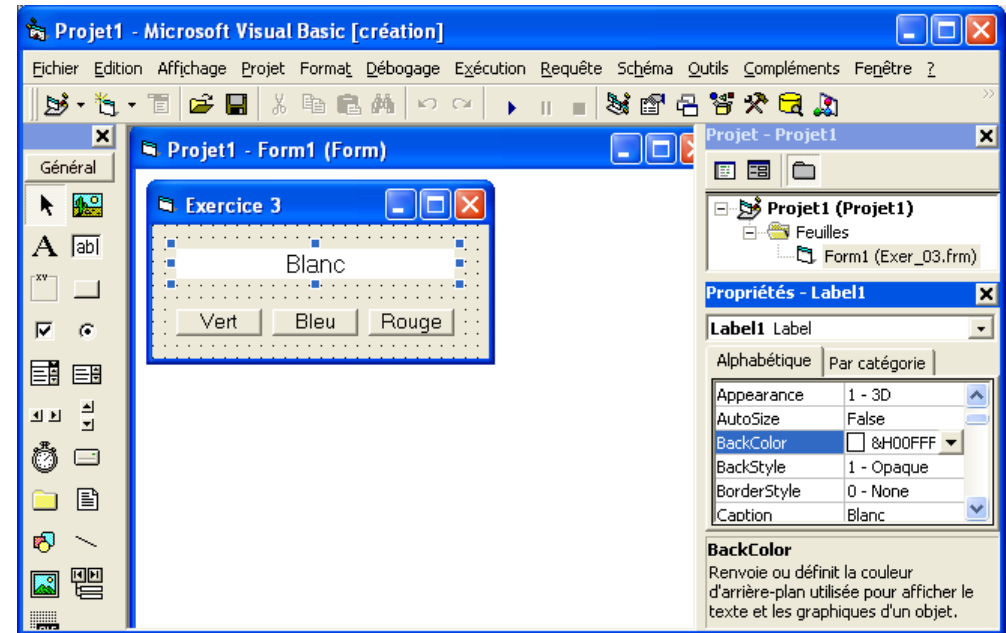 Projet1 - Microsoft Visual Basic [création]
Fichier Edition Affichage Projet Format Débogage Exécution Requête Schéma Outils Compléments Fenêtre ?
Général
A
ab
xv
Projet1 - Form1 (Form)
Exercice 3
Blanc
Vert Bleu Rouge
Projet - Projet1
Projet1 (Projet1)
Feuilles
Form1 (Exer_03.frm)
Propriétés - Label1
Label1 Label
Alphabétique Par catégorie
Appearance 1 - 3D
AutoSize False
BackColor &H00FFF
BackStyle 1 - Opaque
BorderStyle 0 - None
Caption Blanc
BackColor
Renvoie ou définit la couleur
d'arrière-plan utilisée pour afficher le
texte et les graphiques d'un objet.